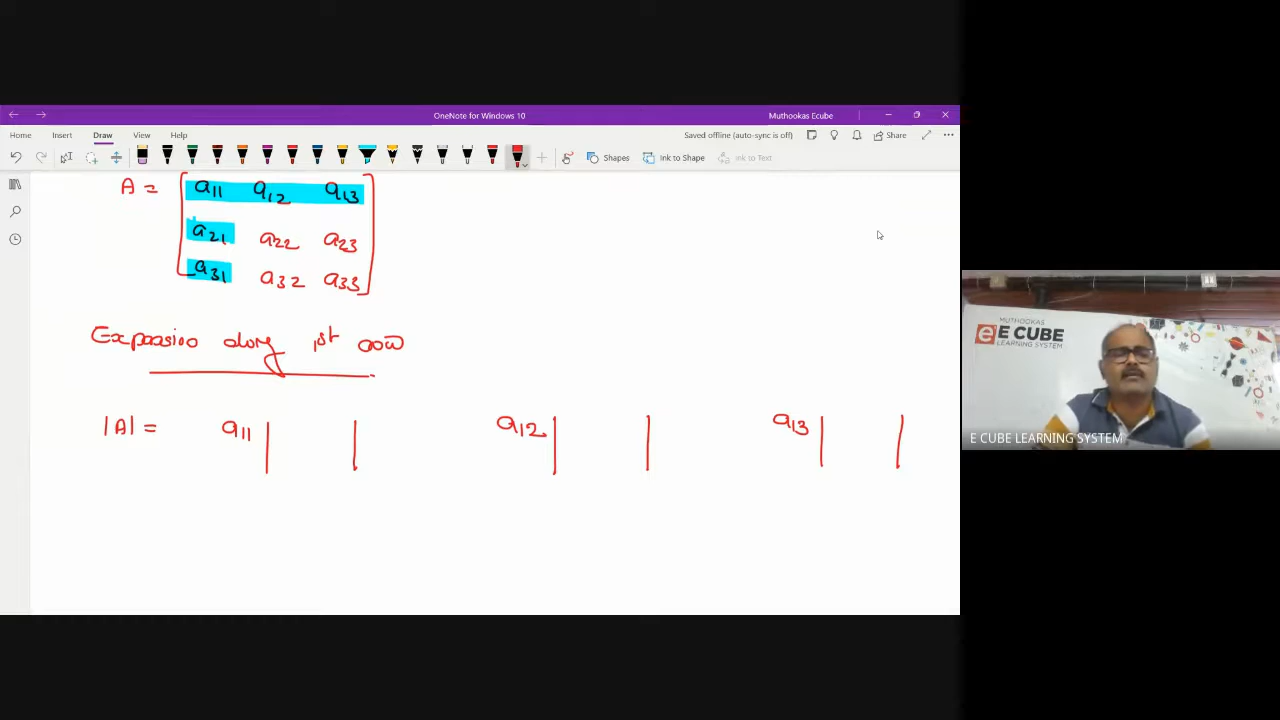 OneNote for Windows 10
Muthookas Ecube
Home Insert Draw View Help
Saved offline (auto-sync is off) Share
Shapes Ink to Shape Ink to Text
A = a11 a12 a13
a21 a22 a23
a31 a32 a33
Expansion along 1st row
|A| = a11 a12 a13
MUTHOOKAS
E CUBE
LEARNING SYSTEM
E CUBE LEARNING SYSTEM